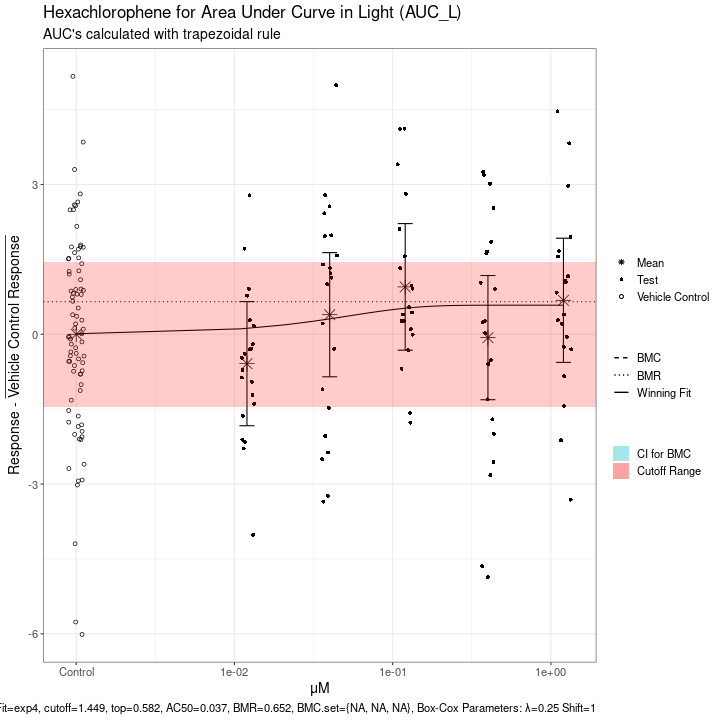 Hexachlorophene for Area Under Curve in Light (AUC_L)
AUC's calculated with trapezoidal rule
Response - Vehicle Control Response
3
0
-3
-6
Control
1e-02
1e-01
1e+00
µM
Mean
Test
Vehicle Control
BMC
BMR
Winning Fit
CI for BMC
Cutoff Range
Fit=exp4, cutoff=1.449, top=0.582, AC50=0.037, BMR=0.652, BMC.set={NA, NA, NA}, Box-Cox Parameters: λ=0.25 Shift=1